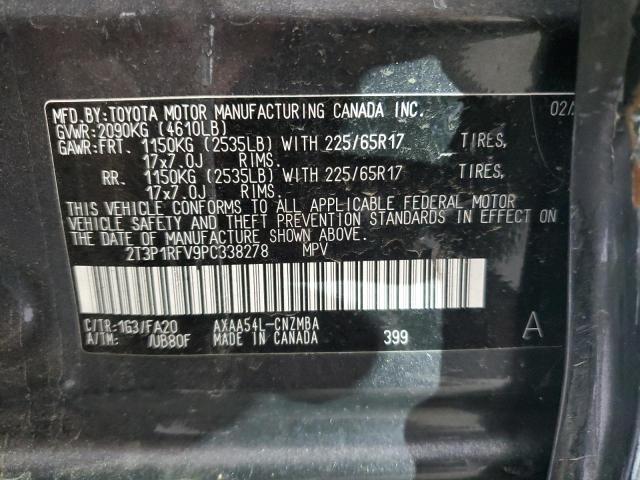 MFD.BY:TOYOTA MOTOR MANUFACTURING CANADA INC. 02/
GVWR:2090KG (4610LB)
GAWR:FRT. 1150KG (2535LB) WITH 225/65R17 TIRES,
17x7.0J RIMS.
RR. 1150KG (2535LB) WITH 225/65R17 TIRES,
17x7.0J RIMS.
THIS VEHICLE CONFORMS TO ALL APPLICABLE FEDERAL MOTOR
VEHICLE SAFETY AND THEFT PREVENTION STANDARDS IN EFFECT ON
THE DATE OF MANUFACTURE SHOWN ABOVE.
2T3P1RFV9PC338278 MPV
C/TR:1G3/FA20 AXAA54L-CNZMBA A
A/TM: /UB80F MADE IN CANADA 399